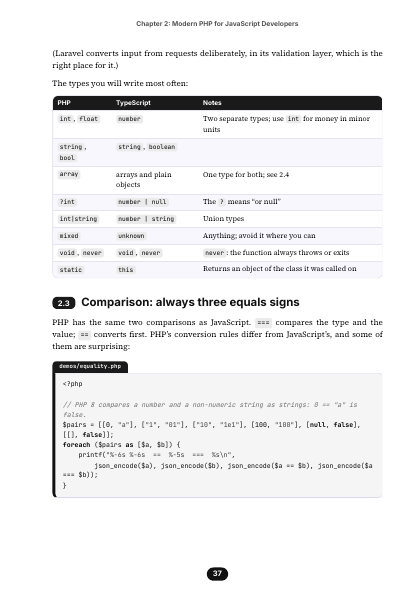 Chapter 2: Modern PHP for JavaScript Developers
(Laravel converts input from requests deliberately, in its validation layer, which is the
right place for it.)
The types you will write most often:
PHP TypeScript Notes
int, float number Two separate types; use int for money in minor
units
string, string, boolean
bool
array arrays and plain One type for both; see 2.4
objects
?int number | null The ? means “or null”
int|string number | string Union types
mixed unknown Anything; avoid it where you can
void, never void, never never: the function always throws or exits
static this Returns an object of the class it was called on
2.3 Comparison: always three equals signs
PHP has the same two comparisons as JavaScript. === compares the type and the
value; == converts first. PHP’s conversion rules differ from JavaScript’s, and some of
them are surprising:
demos/equality.php
<?php
// PHP 8 compares a number and a non-numeric string as strings: 0 == "a" is
false.
$pairs = [[0, "a"], ["1", "01"], ["10", "1e1"], [100, "100"], [null, false],
[[], false]];
foreach ($pairs as [$a, $b]) {
printf("%-6s %-6s == %-5s === %s\n",
json_encode($a), json_encode($b), json_encode($a == $b), json_encode($a
=== $b));
}
37